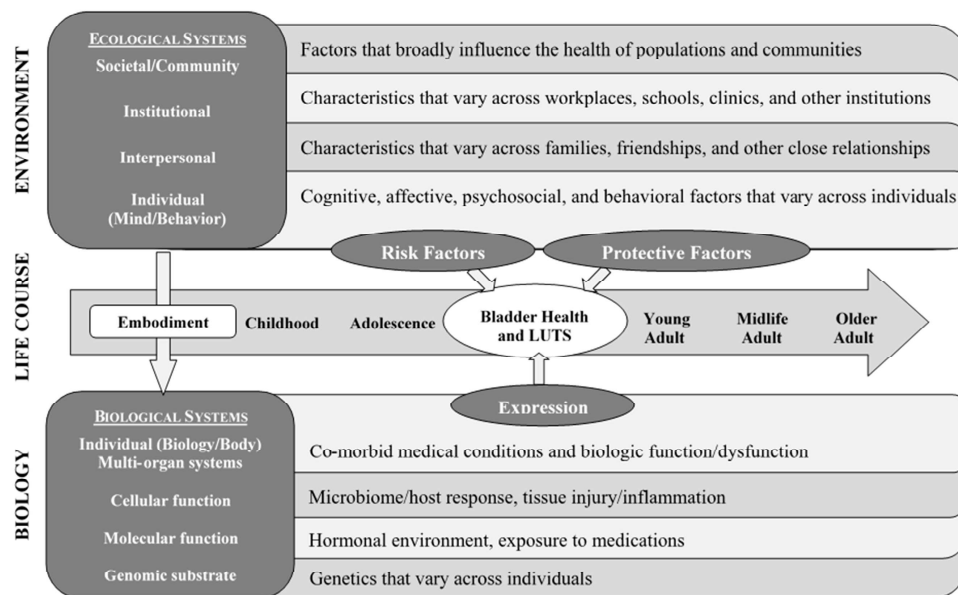 ENVIRONMENT
ECOLOGICAL SYSTEMS
Societal/Community
Factors that broadly influence the health of populations and communities
Institutional
Characteristics that vary across workplaces, schools, clinics, and other institutions
Interpersonal
Characteristics that vary across families, friendships, and other close relationships
Individual
(Mind/Behavior)
Cognitive, affective, psychosocial, and behavioral factors that vary across individuals
Risk Factors
Protective Factors
LIFE COURSE
Embodiment
Childhood
Adolescence
Bladder Health
and LUTS
Young
Adult
Midlife
Adult
Older
Adult
Expression
BIOLOGY
BIOLOGICAL SYSTEMS
Individual (Biology/Body)
Multi-organ systems
Co-morbid medical conditions and biologic function/dysfunction
Cellular function
Microbiome/host response, tissue injury/inflammation
Molecular function
Hormonal environment, exposure to medications
Genomic substrate
Genetics that vary across individuals